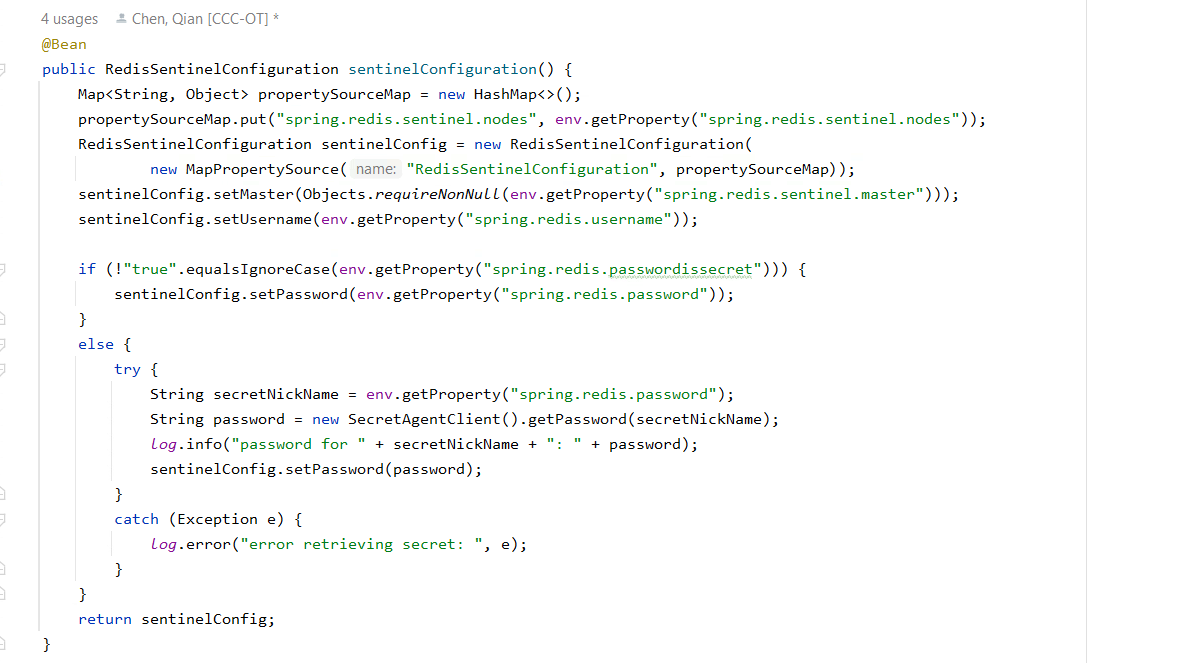 4 usages Chen, Qian [CCC-OT] *
@Bean
public RedisSentinelConfiguration sentinelConfiguration() {
Map<String, Object> propertySourceMap = new HashMap<>();
propertySourceMap.put("spring.redis.sentinel.nodes", env.getProperty("spring.redis.sentinel.nodes"));
RedisSentinelConfiguration sentinelConfig = new RedisSentinelConfiguration(
new MapPropertySource( name: "RedisSentinelConfiguration", propertySourceMap));
sentinelConfig.setMaster(Objects.requireNonNull(env.getProperty("spring.redis.sentinel.master")));
sentinelConfig.setUsername(env.getProperty("spring.redis.username"));
if (!"true".equalsIgnoreCase(env.getProperty("spring.redis.passwordissecret"))) {
sentinelConfig.setPassword(env.getProperty("spring.redis.password"));
}
else {
try {
String secretNickName = env.getProperty("spring.redis.password");
String password = new SecretAgentClient().getPassword(secretNickName);
log.info("password for " + secretNickName + ": " + password);
sentinelConfig.setPassword(password);
}
catch (Exception e) {
log.error("error retrieving secret: ", e);
}
}
return sentinelConfig;
}